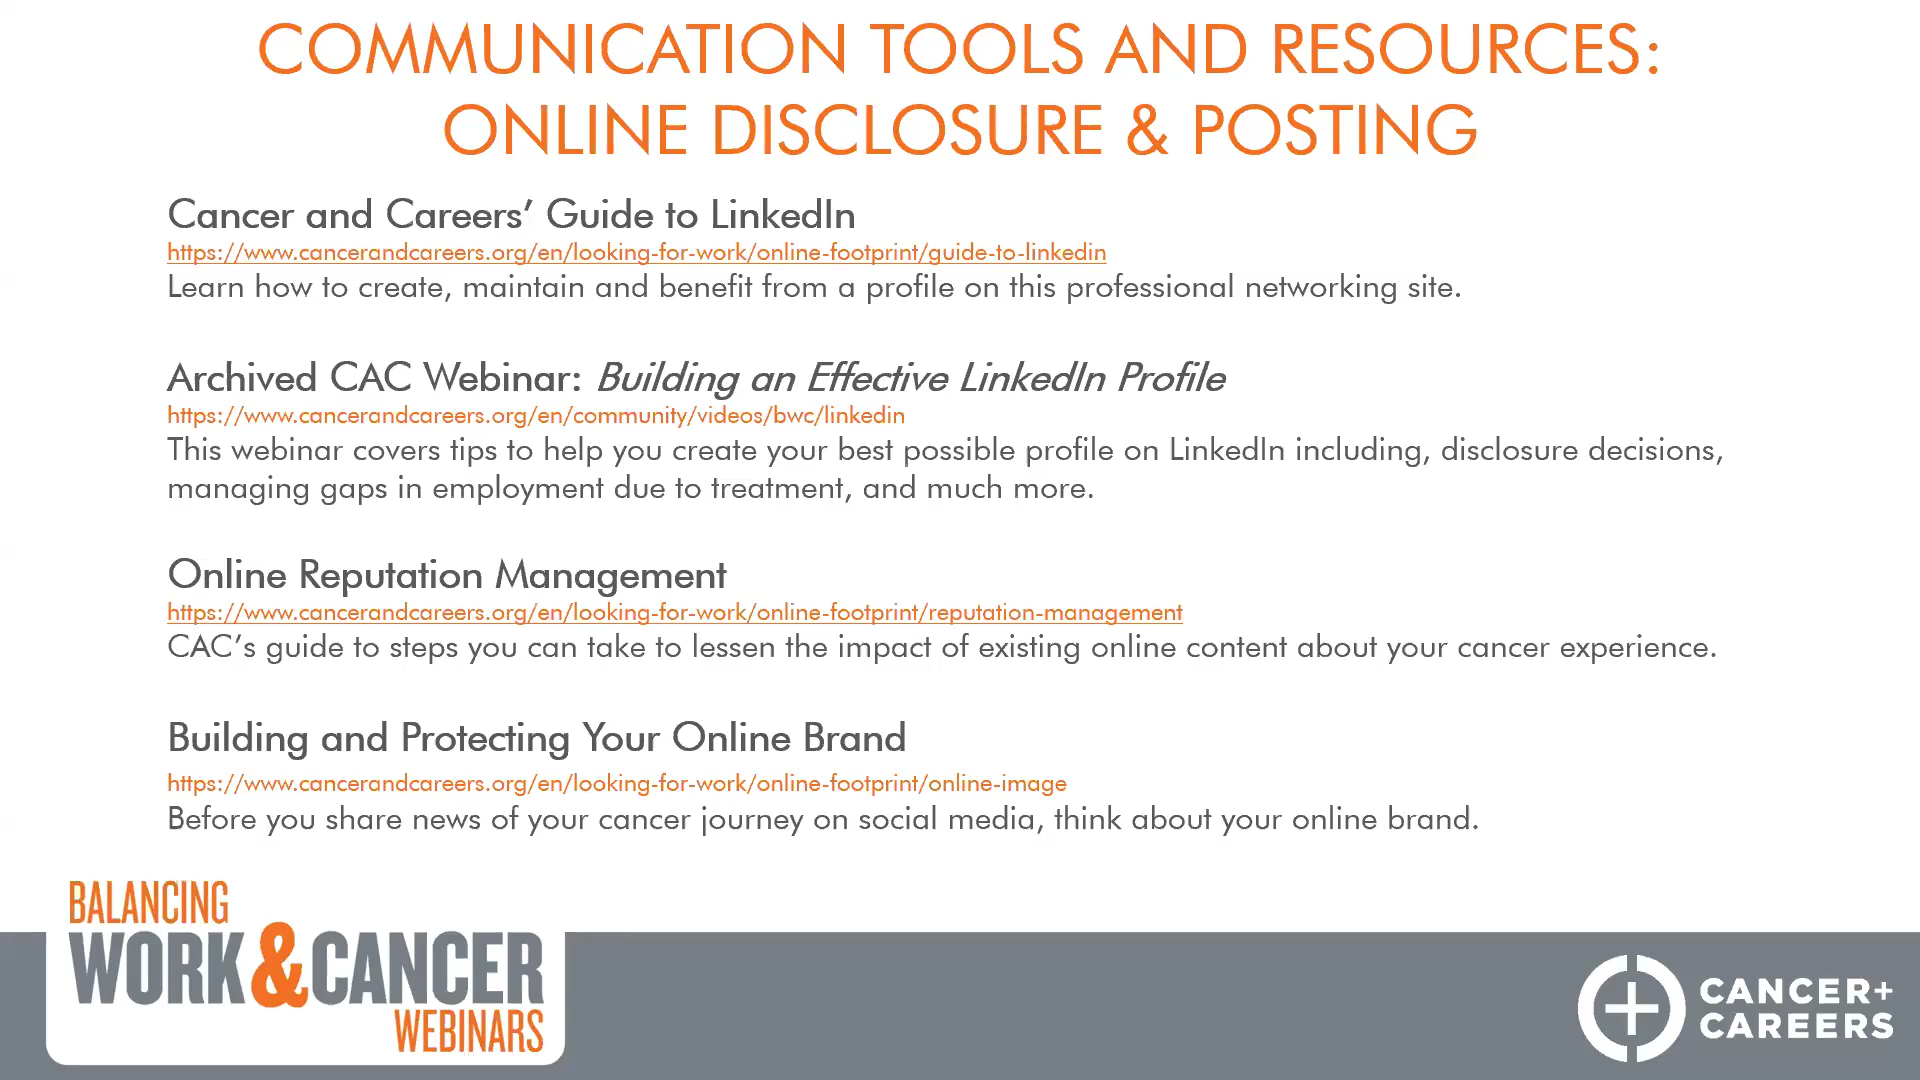 COMMUNICATION TOOLS AND RESOURCES:
ONLINE DISCLOSURE & POSTING
Cancer and Careers’ Guide to LinkedIn
https://www.cancerandcareers.org/en/looking-for-work/online-footprint/guide-to-linkedin
Learn how to create, maintain and benefit from a profile on this professional networking site.
Archived CAC Webinar: Building an Effective LinkedIn Profile
https://www.cancerandcareers.org/en/community/videos/bwc/linkedin
This webinar covers tips to help you create your best possible profile on LinkedIn including, disclosure decisions,
managing gaps in employment due to treatment, and much more.
Online Reputation Management
https://www.cancerandcareers.org/en/looking-for-work/online-footprint/reputation-management
CAC’s guide to steps you can take to lessen the impact of existing online content about your cancer experience.
Building and Protecting Your Online Brand
https://www.cancerandcareers.org/en/looking-for-work/online-footprint/online-image
Before you share news of your cancer journey on social media, think about your online brand.
BALANCING
WORK & CANCER
WEBINARS
CANCER+
CAREERS